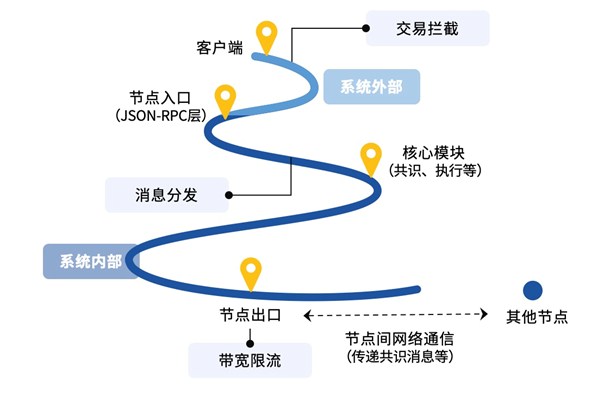 交易拦截
客户端
系统外部
节点入口
（JSON-RPC层）
核心模块
（共识、执行等）
消息分发
系统内部
节点出口
其他节点
节点间网络通信
（传递共识消息等）
带宽限流